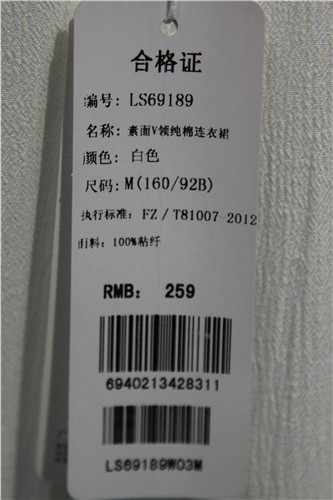 合格证
编号: LS69189
名称: 素面V领纯棉连衣裙
颜色: 白色
尺码: M(160/92B)
执行标准: FZ/T81007-2012
面料: 100%粘纤
RMB: 259
6940213428311
LS69189W03M